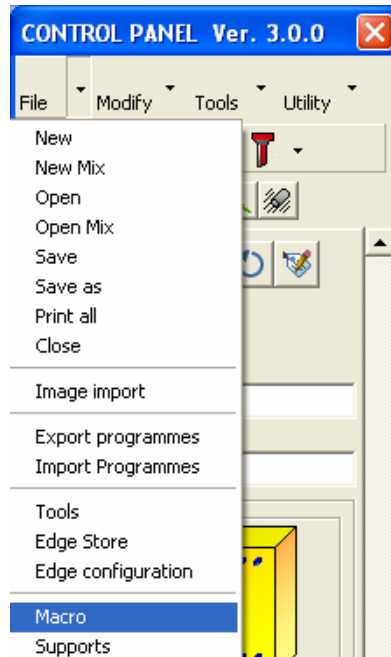 CONTROL PANEL Ver. 3.0.0
File Modify Tools Utility
New
New Mix
Open
Open Mix
Save
Save as
Print all
Close
Image import
Export programmes
Import Programmes
Tools
Edge Store
Edge configuration
Macro
Supports